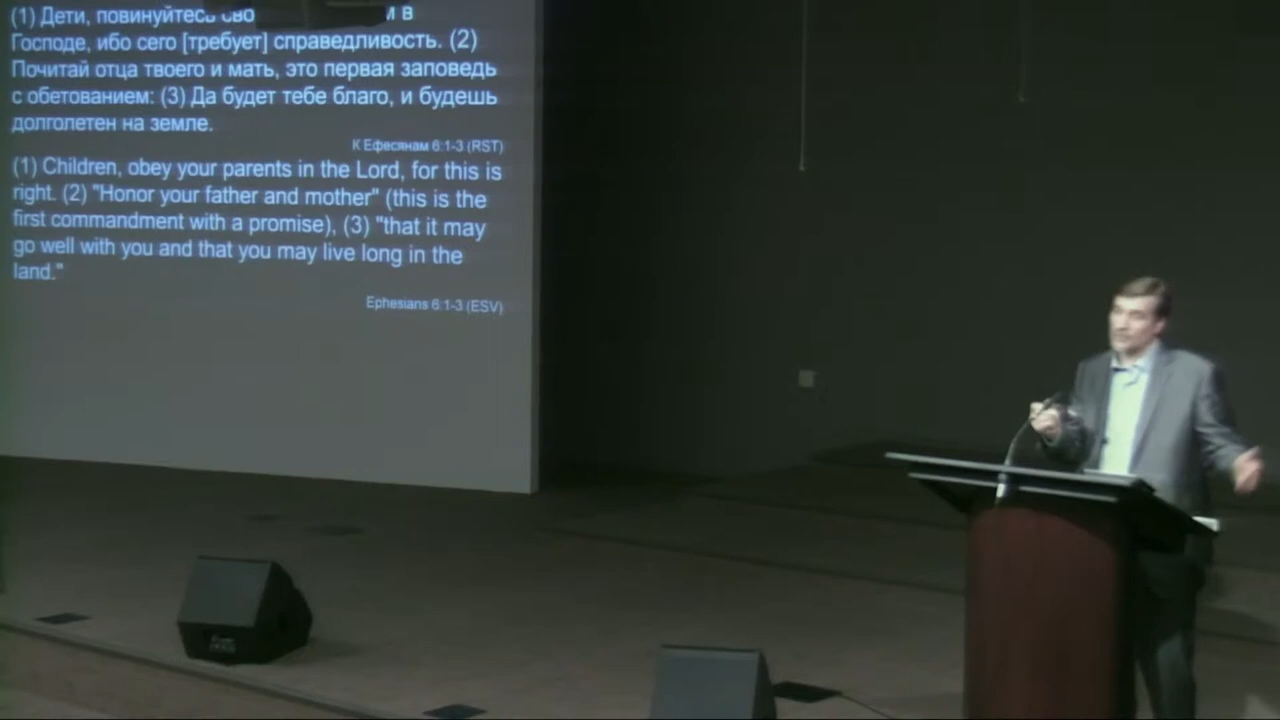 (1) Дети, повинуйтесь в
Господе, ибо сего [требует] справедливость. (2)
Почитай отца твоего и мать, это первая заповедь
с обетованием: (3) Да будет тебе благо, и будешь
долголетен на земле.
К Ефесянам 6:1-3 (RST)
(1) Children, obey your parents in the Lord, for this is
right. (2) "Honor your father and mother" (this is the
first commandment with a promise), (3) "that it may
go well with you and that you may live long in the
land."
Ephesians 6:1-3 (ESV)